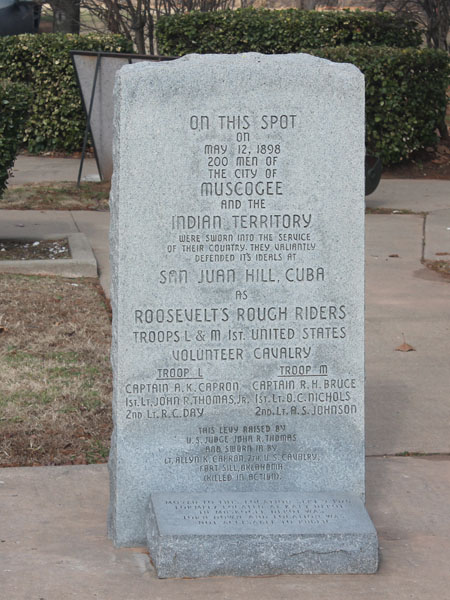 ON THIS SPOT
ON
MAY 12, 1898
200 MEN OF
THE CITY OF
MUSCOGEE
AND THE
INDIAN TERRITORY
WERE SWORN INTO THE SERVICE
OF THEIR COUNTRY. THEY VALIANTLY
DEFENDED ITS IDEALS AT
SAN JUAN HILL, CUBA
AS
ROOSEVELT'S ROUGH RIDERS
TROOPS L & M 1ST. UNITED STATES
VOLUNTEER CAVALRY
TROOP L TROOP M
CAPTAIN A.K. CAPRON CAPTAIN R.H. BRUCE
1ST. LT. JOHN R. THOMAS, JR. 1ST. LT. O.C. NICHOLS
2ND. LT. R.C. DAY 2ND. LT. A.S. JOHNSON
THIS LEVY RAISED BY
U.S. JUDGE JOHN R. THOMAS
AND SWORN IN BY
LT. ALLYN K. CAPRON, 7TH. U.S. CAVALRY,
FORT SILL, OKLAHOMA
(KILLED IN ACTION).